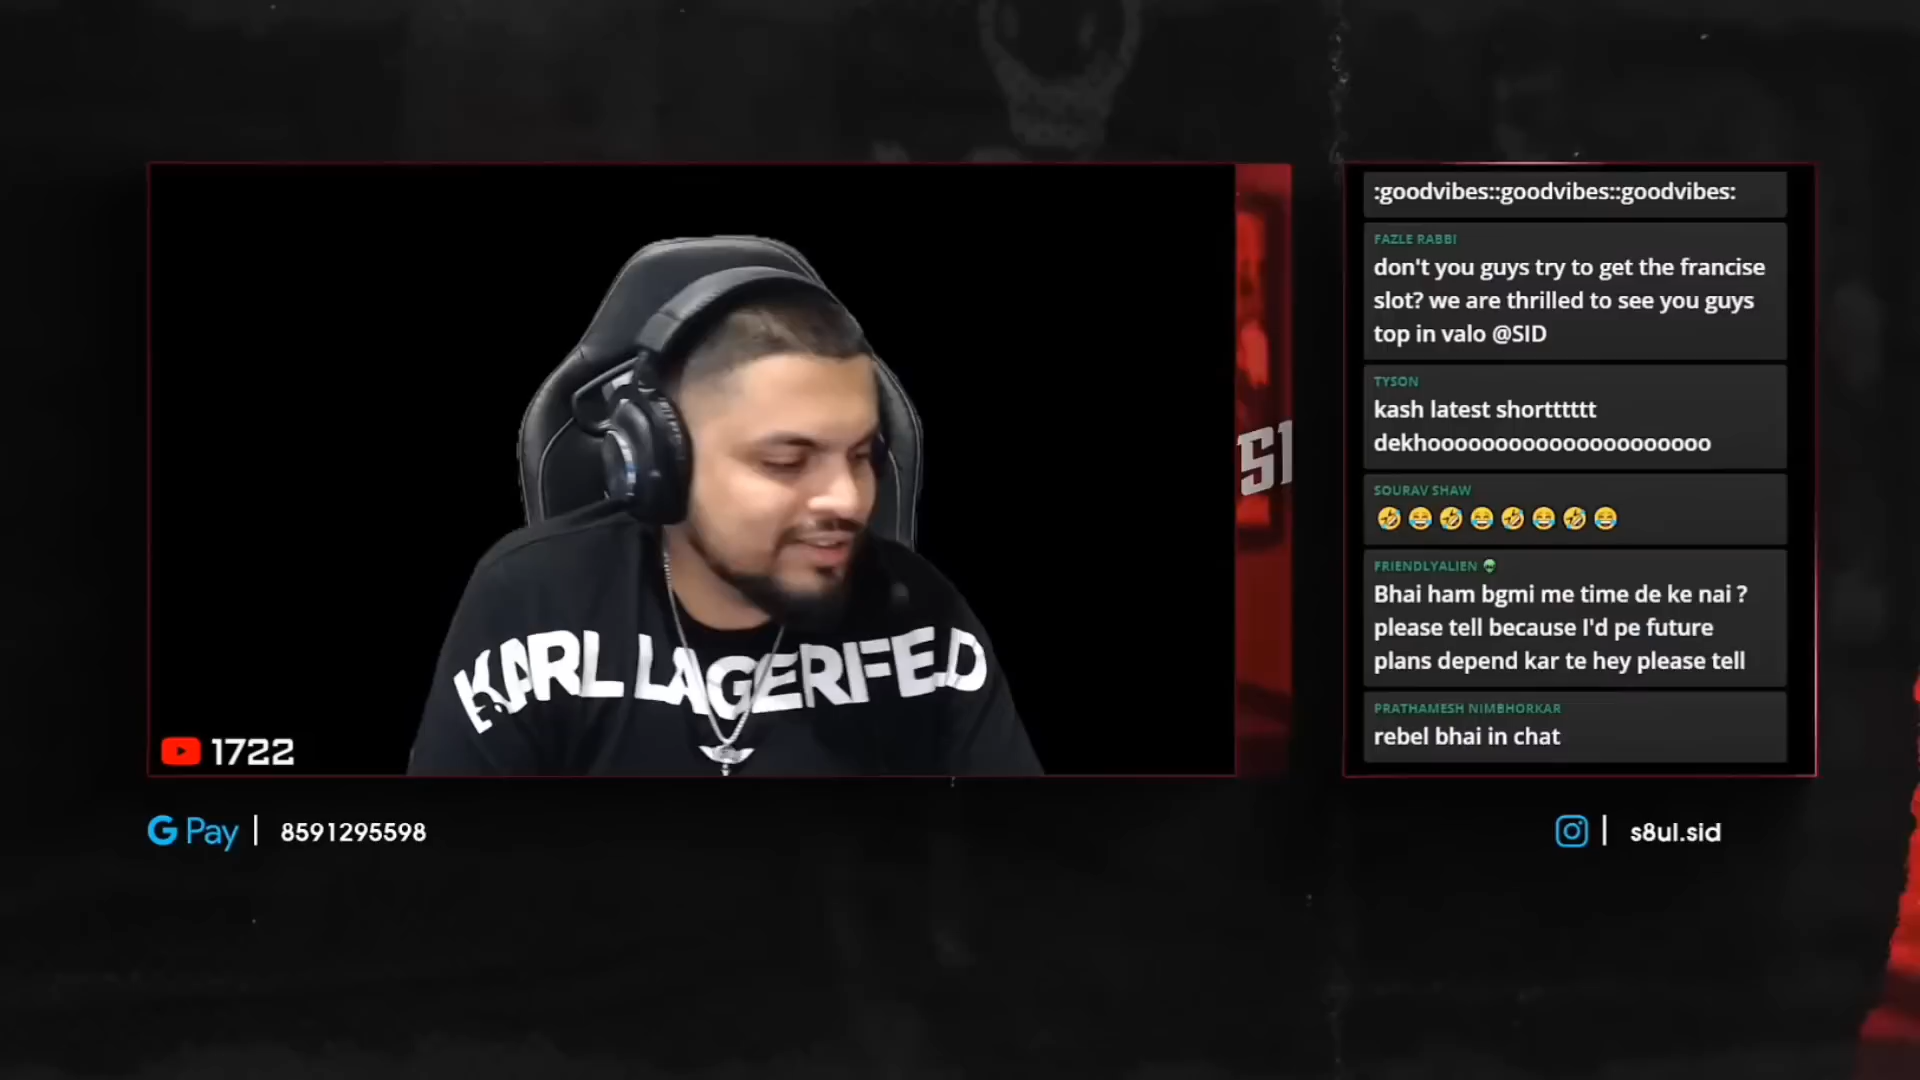 :goodvibes::goodvibes::goodvibes:
FAZLE RABBI
don't you guys try to get the francise
slot? we are thrilled to see you guys
top in valo @SID
TYSON
kash latest shortttttt
dekhooooooooooooooooooooo
SOURAV SHAW
🤣😂🤣😂🤣😂🤣😂
FRIENDLYALIEN 👽
Bhai ham bgmi me time de ke nai ?
please tell because I'd pe future
plans depend kar te hey please tell
PRATHAMESH NIMBHORKAR
rebel bhai in chat
SI
KARL LAGERFELD
1722
G Pay | 8591295598
| s8ul.sid